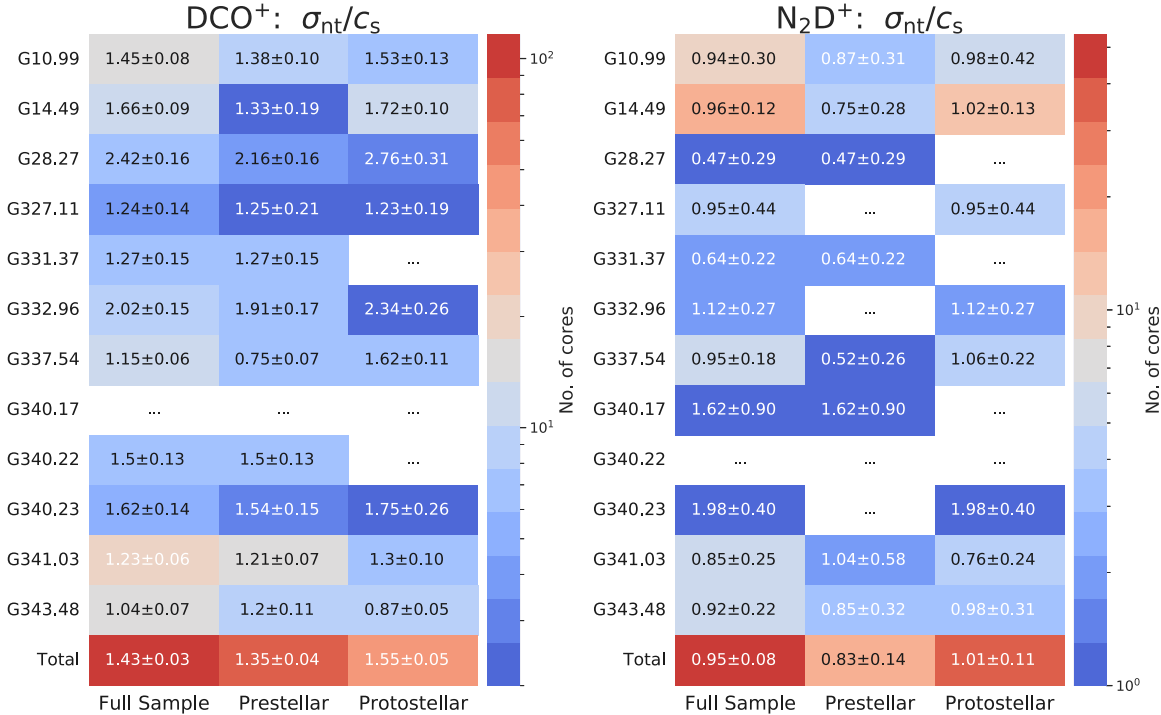 DCO⁺: σnt/cs
G10.99 1.45±0.08 1.38±0.10 1.53±0.13
G14.49 1.66±0.09 1.33±0.19 1.72±0.10
G28.27 2.42±0.16 2.16±0.16 2.76±0.31
G327.11 1.24±0.14 1.25±0.21 1.23±0.19
G331.37 1.27±0.15 1.27±0.15 ...
G332.96 2.02±0.15 1.91±0.17 2.34±0.26
G337.54 1.15±0.06 0.75±0.07 1.62±0.11
G340.17 ... ... ...
G340.22 1.5±0.13 1.5±0.13 ...
G340.23 1.62±0.14 1.54±0.15 1.75±0.26
G341.03 1.23±0.06 1.21±0.07 1.3±0.10
G343.48 1.04±0.07 1.2±0.11 0.87±0.05
Total 1.43±0.03 1.35±0.04 1.55±0.05
Full Sample Prestellar Protostellar
10²
10¹
No. of cores
N₂D⁺: σnt/cs
G10.99 0.94±0.30 0.87±0.31 0.98±0.42
G14.49 0.96±0.12 0.75±0.28 1.02±0.13
G28.27 0.47±0.29 0.47±0.29 ...
G327.11 0.95±0.44 ... 0.95±0.44
G331.37 0.64±0.22 0.64±0.22 ...
G332.96 1.12±0.27 ... 1.12±0.27
G337.54 0.95±0.18 0.52±0.26 1.06±0.22
G340.17 1.62±0.90 1.62±0.90 ...
G340.22 ... ... ...
G340.23 1.98±0.40 ... 1.98±0.40
G341.03 0.85±0.25 1.04±0.58 0.76±0.24
G343.48 0.92±0.22 0.85±0.32 0.98±0.31
Total 0.95±0.08 0.83±0.14 1.01±0.11
Full Sample Prestellar Protostellar
10¹
10⁰
No. of cores